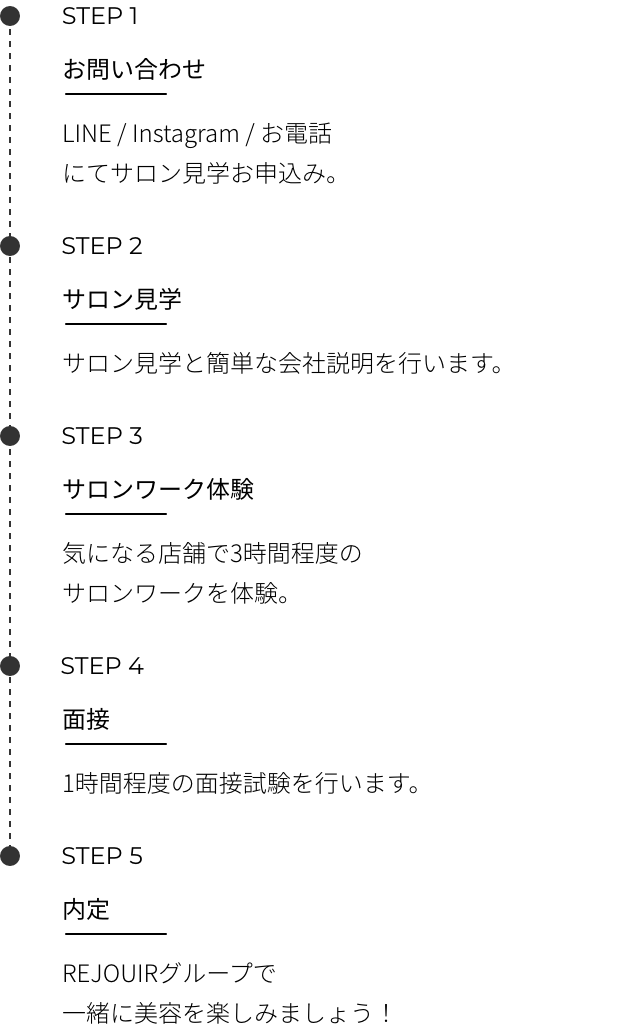 STEP 1
お問い合わせ
LINE / Instagram / お電話
にてサロン見学お申込み。
STEP 2
サロン見学
サロン見学と簡単な会社説明を行います。
STEP 3
サロンワーク体験
気になる店舗で3時間程度の
サロンワークを体験。
STEP 4
面接
1時間程度の面接試験を行います。
STEP 5
内定
REJOUIRグループで
一緒に美容を楽しみましょう！